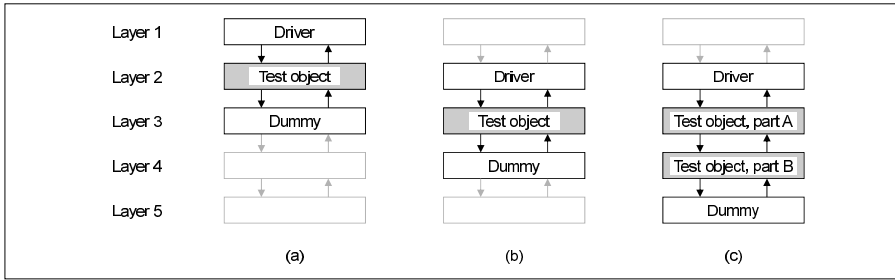 Layer 1 Driver
Layer 2 Test object Driver Driver
Layer 3 Dummy Test object Test object, part A
Layer 4 Dummy Test object, part B
Layer 5 Dummy
(a) (b) (c)